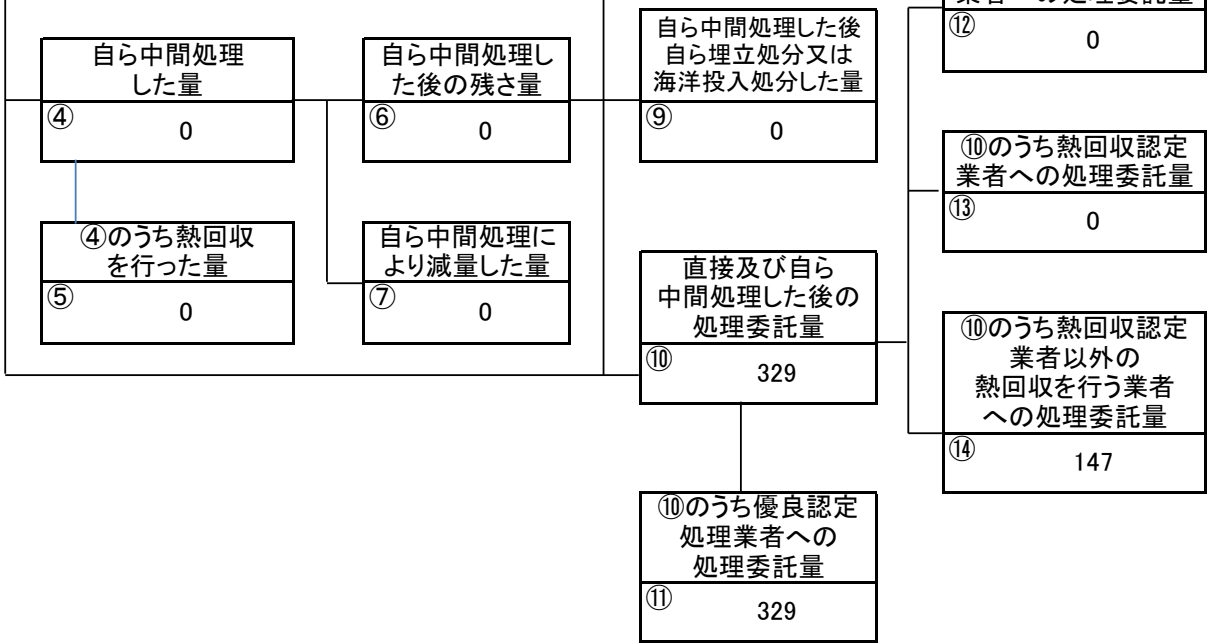 ⑫
0
自ら中間処理
した量
④
0
自ら中間処理し
た後の残さ量
⑥
0
自ら中間処理した後
自ら埋立処分又は
海洋投入処分した量
⑨
0
⑩のうち熱回収認定
業者への処理委託量
⑬
0
④のうち熱回収
を行った量
⑤
0
自ら中間処理に
より減量した量
⑦
0
直接及び自ら
中間処理した後の
処理委託量
⑩
329
⑩のうち熱回収認定
業者以外の
熱回収を行う業者
への処理委託量
⑭
147
⑩のうち優良認定
処理業者への
処理委託量
⑪
329